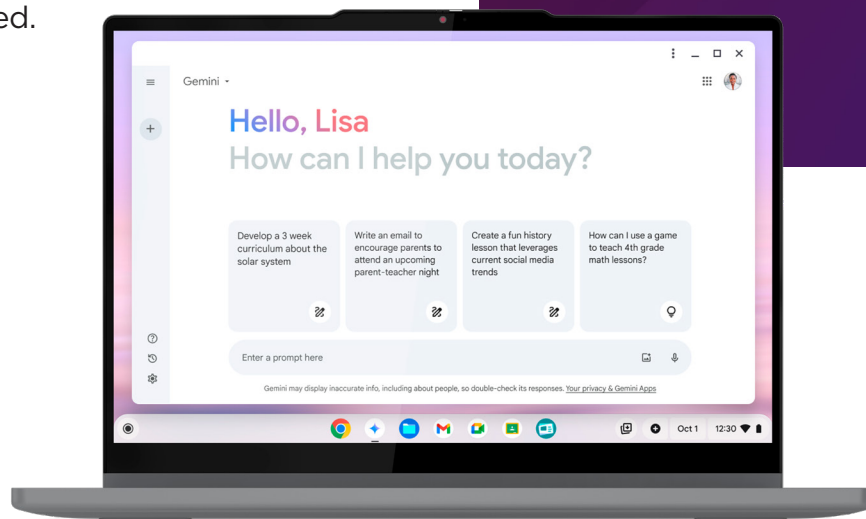 ed.
Gemini
Hello, Lisa
How can I help you today?
Develop a 3 week
curriculum about the
solar system
Write an email to
encourage parents to
attend an upcoming
parent-teacher night
Create a fun history
lesson that leverages
current social media
trends
How can I use a game
to teach 4th grade
math lessons?
Enter a prompt here
Gemini may display inaccurate info, including about people, so double-check its responses. Your privacy & Gemini Apps
Oct 1 12:30